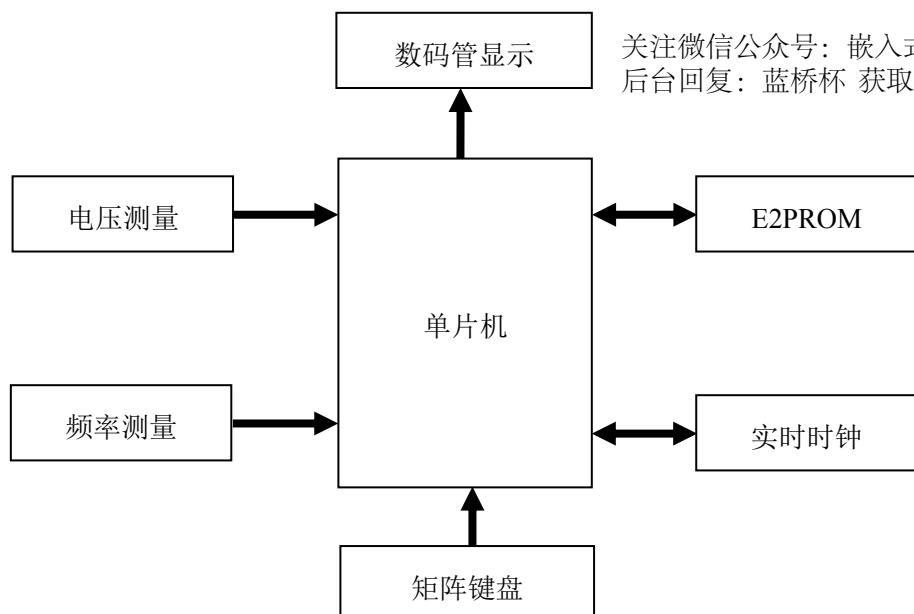 数码管显示
关注微信公众号：嵌入式
后台回复：蓝桥杯 获取
电压测量
E2PROM
单片机
频率测量
实时时钟
矩阵键盘